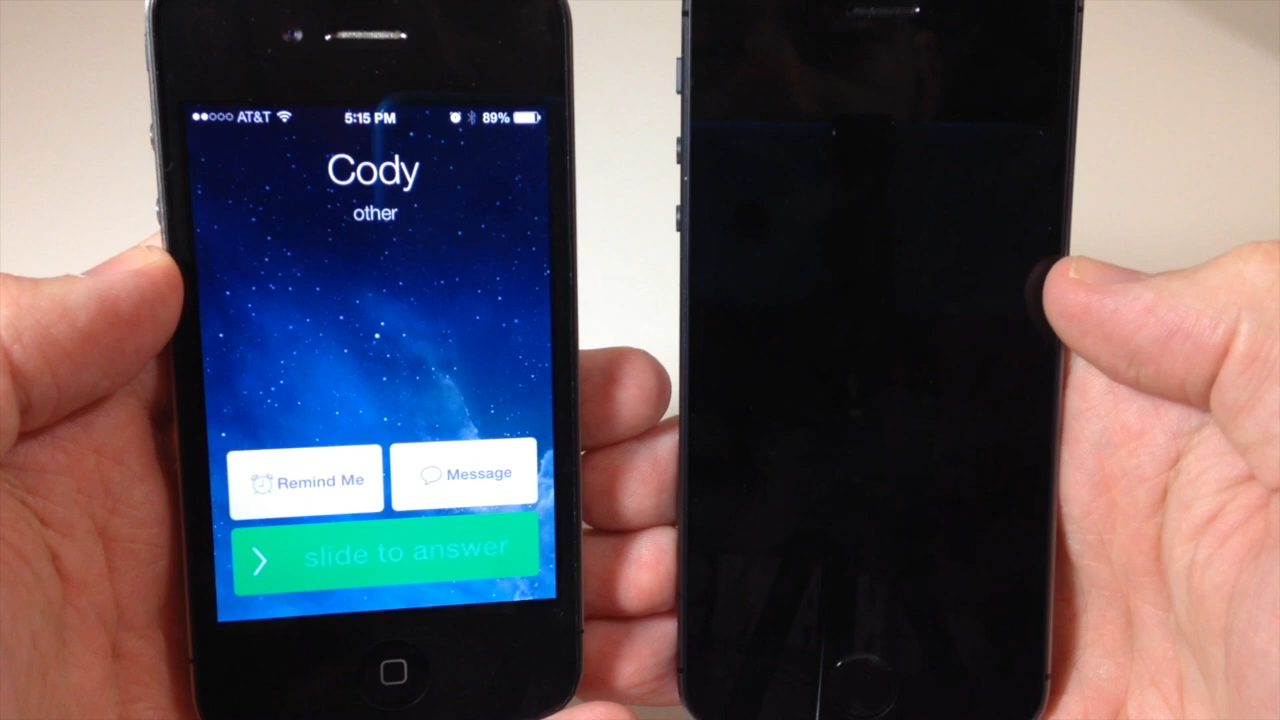 AT&T 5:15 PM 89%
Cody
other
Remind Me Message
slide to answer